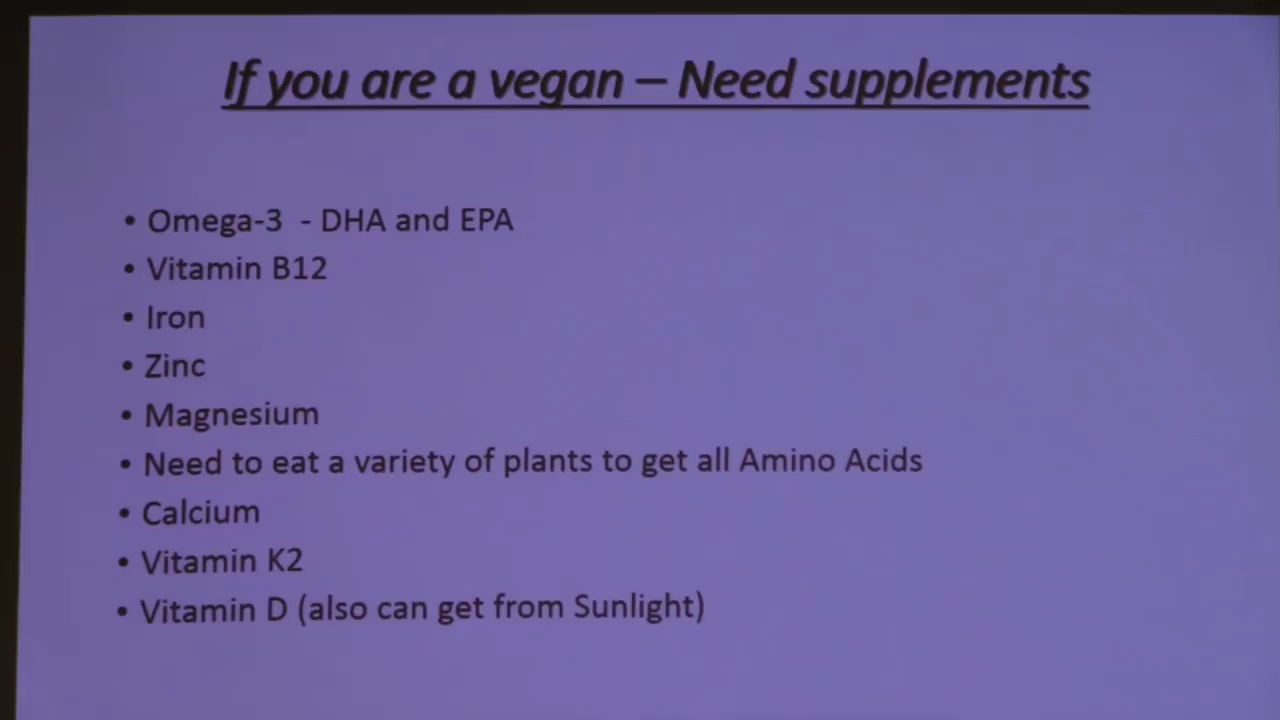 If you are a vegan – Need supplements
• Omega-3 - DHA and EPA
• Vitamin B12
• Iron
• Zinc
• Magnesium
• Need to eat a variety of plants to get all Amino Acids
• Calcium
• Vitamin K2
• Vitamin D (also can get from Sunlight)